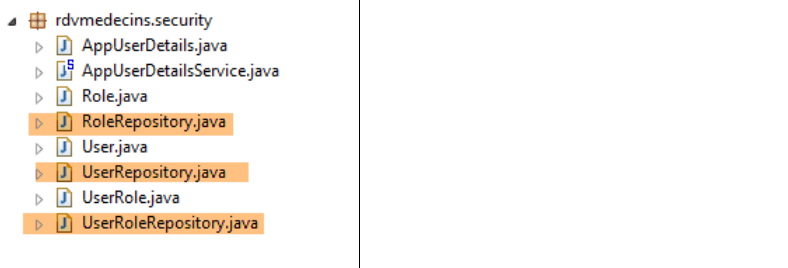 rdvmedecins.security
AppUserDetails.java
AppUserDetailsService.java
Role.java
RoleRepository.java
User.java
UserRepository.java
UserRole.java
UserRoleRepository.java